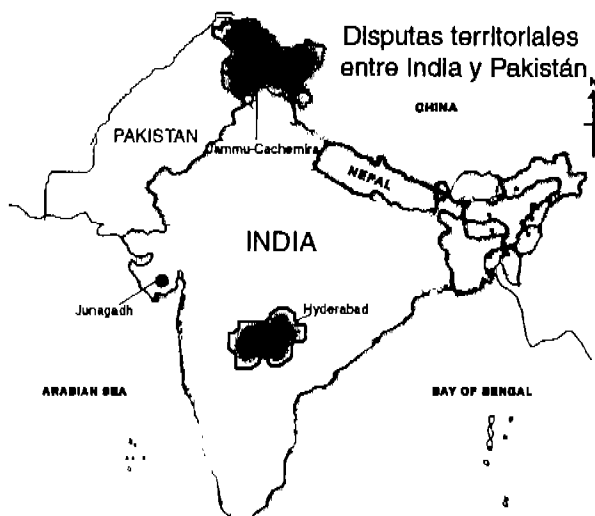 Disputas territoriales
entre India y Pakistán
N
CHINA
PAKISTAN
Jammu-Cachemira
NEPAL
INDIA
Junagadh
Hyderabad
ARABIAN SEA
BAY OF BENGAL